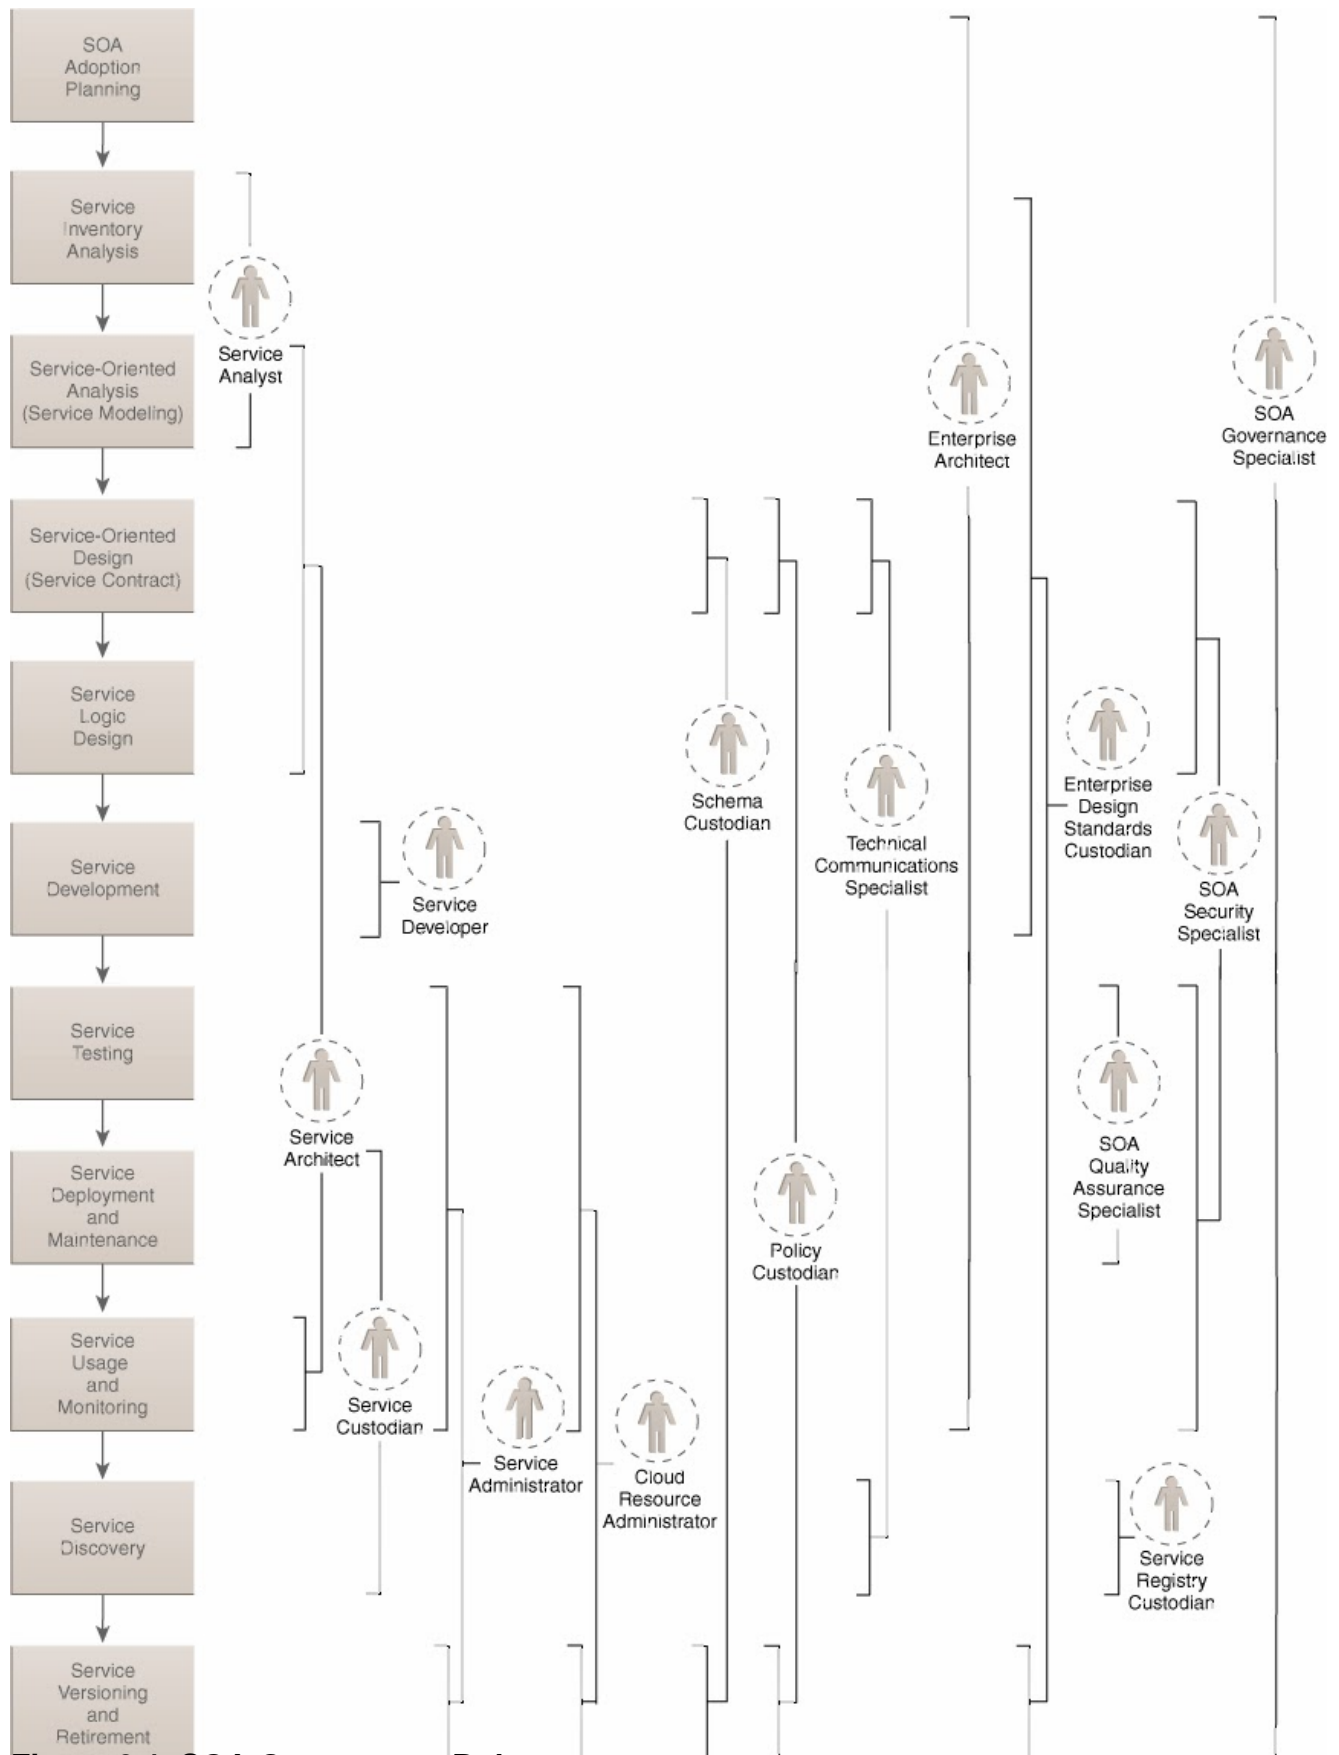 SOA
Adoption
Planning
Service
Inventory
Analysis
Service-Oriented
Analysis
(Service Modeling)
Service-Oriented
Design
(Service Contract)
Service
Logic
Design
Service
Development
Service
Testing
Service
Deployment
and
Maintenance
Service
Usage
and
Monitoring
Service
Discovery
Service
Versioning
and
Retirement
Service
Analyst
Service
Developer
Service
Architect
Service
Custodian
Service
Administrator
Cloud
Resource
Administrator
Schema
Custodian
Policy
Custodian
Technical
Communications
Specialist
Enterprise
Architect
Enterprise
Design
Standards
Custodian
SOA
Security
Specialist
SOA
Quality
Assurance
Specialist
Service
Registry
Custodian
SOA
Governance
Specialist